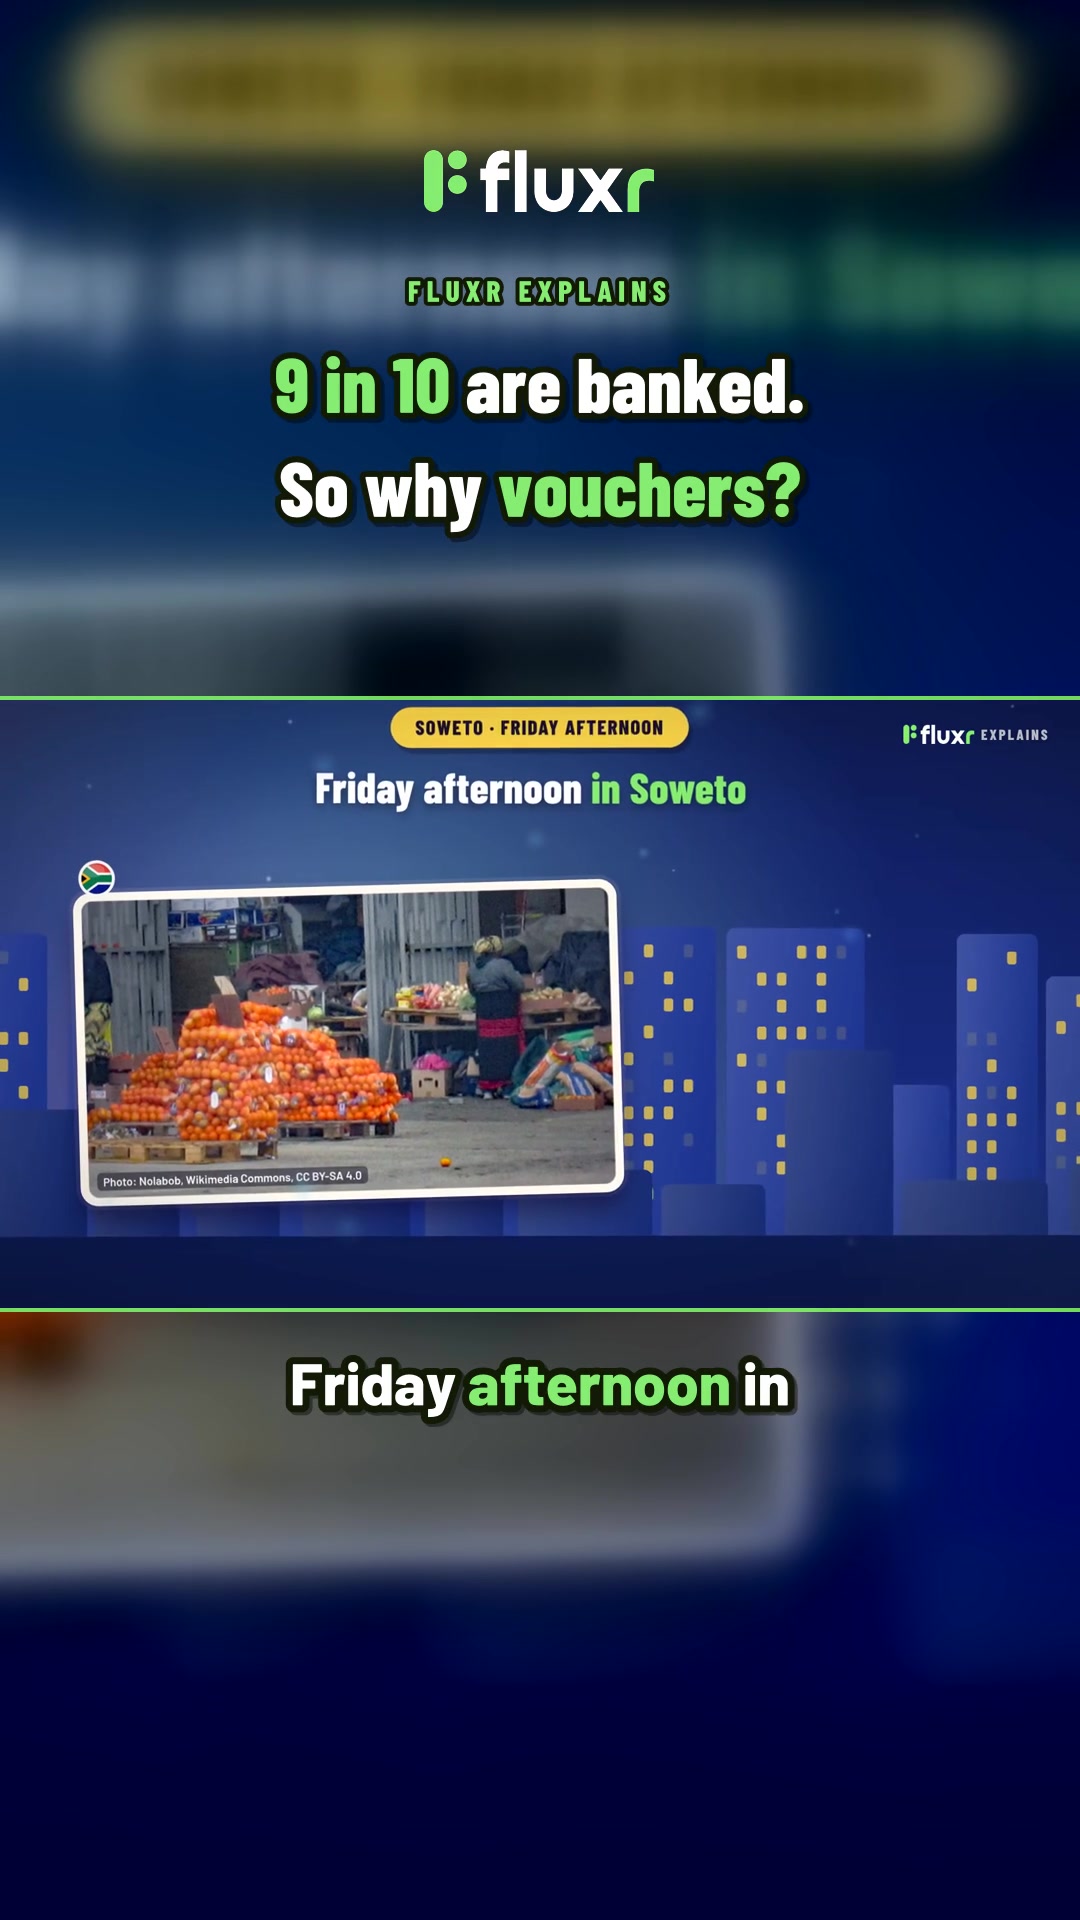 fluxr
FLUXR EXPLAINS
9 in 10 are banked.
So why vouchers?
SOWETO · FRIDAY AFTERNOON
fluxr EXPLAINS
Friday afternoon in Soweto
Photo: Nolabob, Wikimedia Commons, CC BY-SA 4.0
Friday afternoon in